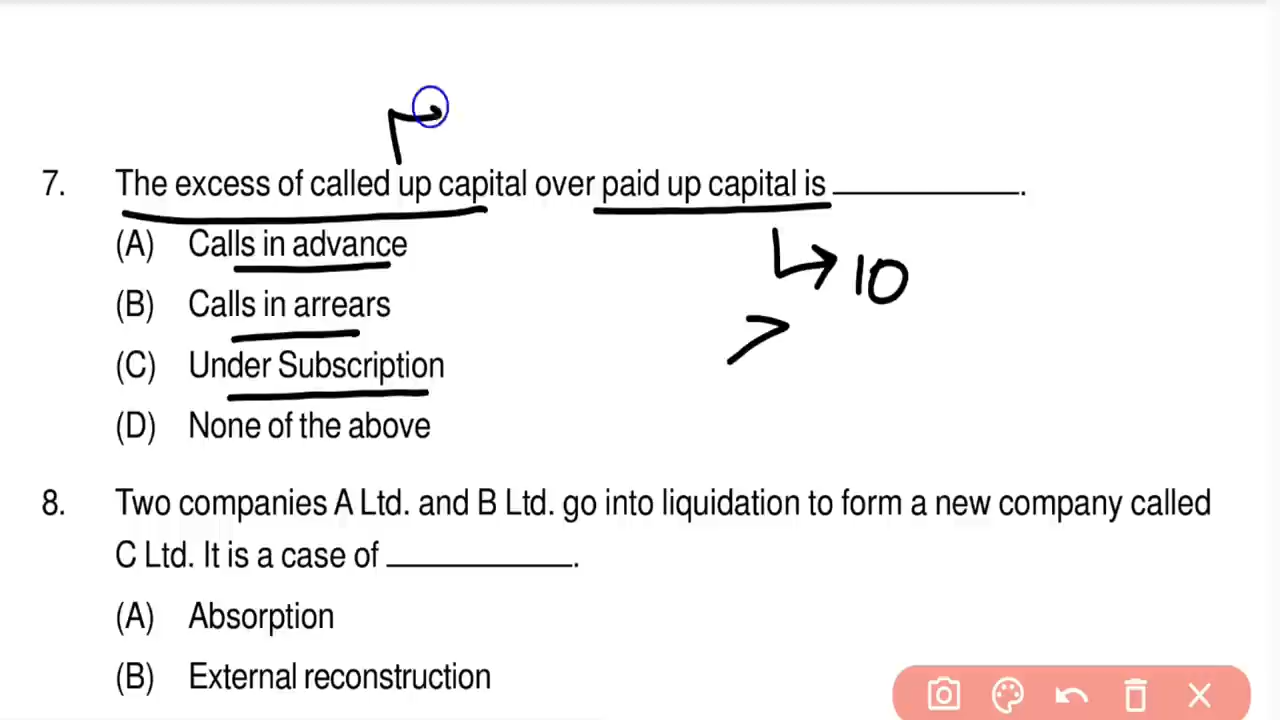 7. The excess of called up capital over paid up capital is ____________.
(A) Calls in advance
→ 10
(B) Calls in arrears
>
(C) Under Subscription
(D) None of the above
8. Two companies A Ltd. and B Ltd. go into liquidation to form a new company called
C Ltd. It is a case of ____________.
(A) Absorption
(B) External reconstruction